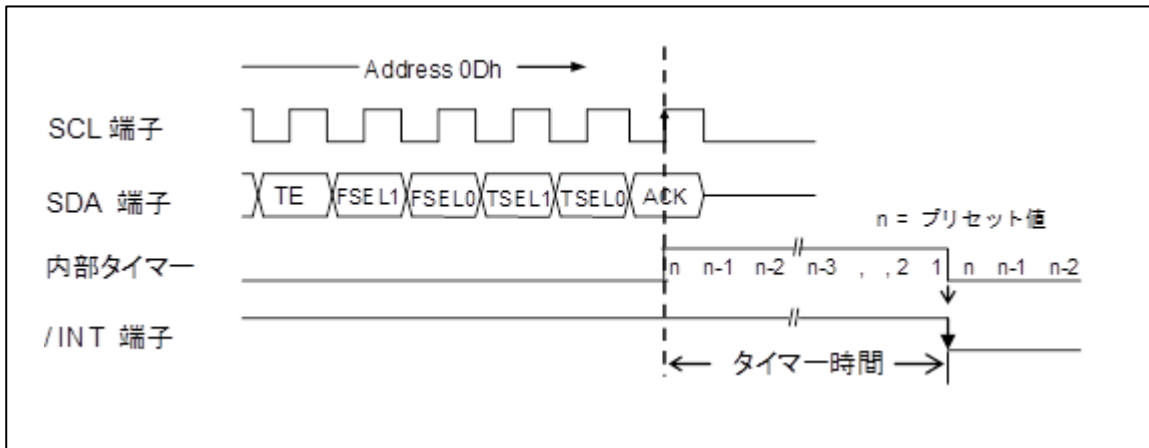 Address 0Dh
SCL 端子
SDA 端子
TE FSEL1 FSEL0 TSEL1 TSEL0 ACK
n = プリセット値
内部タイマー
n n-1 n-2 n-3 , , 2 1 n n-1 n-2
/INT 端子
タイマー時間